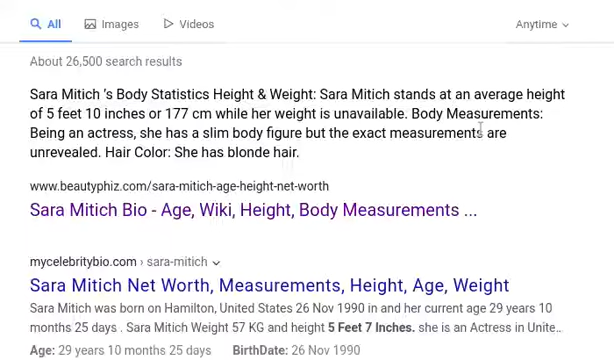 All Images Videos Anytime
About 26,500 search results
Sara Mitich 's Body Statistics Height & Weight: Sara Mitich stands at an average height
of 5 feet 10 inches or 177 cm while her weight is unavailable. Body Measurements:
Being an actress, she has a slim body figure but the exact measurements are
unrevealed. Hair Color: She has blonde hair.
www.beautyphiz.com/sara-mitich-age-height-net-worth
Sara Mitich Bio - Age, Wiki, Height, Body Measurements ...
mycelebritybio.com › sara-mitich
Sara Mitich Net Worth, Measurements, Height, Age, Weight
Sara Mitich was born on Hamilton, United States 26 Nov 1990 in and her current age 29 years 10
months 25 days . Sara Mitich Weight 57 KG and height 5 Feet 7 Inches. she is an Actress in Unite...
Age: 29 years 10 months 25 days BirthDate: 26 Nov 1990